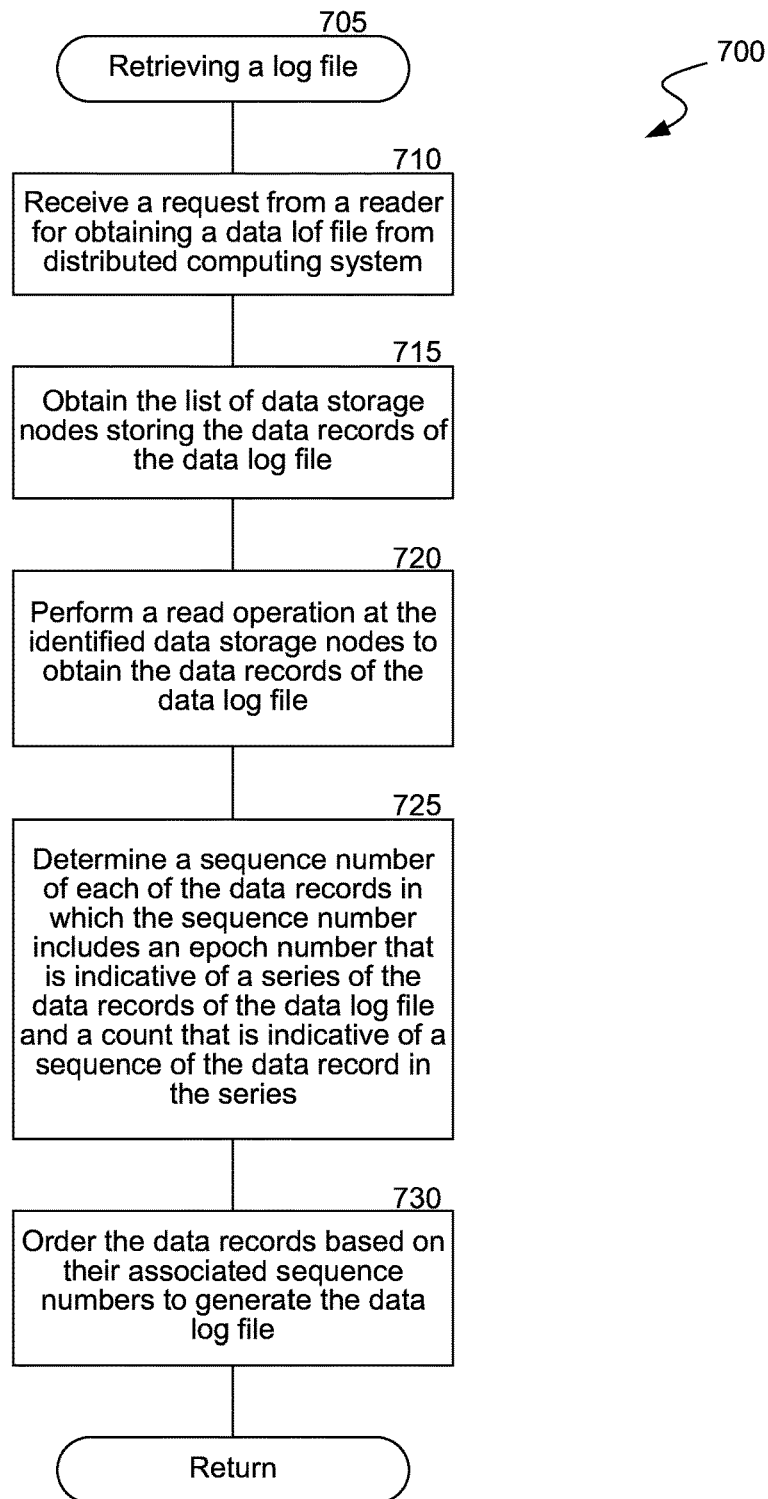 705
Retrieving a log file
700
710
Receive a request from a reader
for obtaining a data lof file from
distributed computing system
715
Obtain the list of data storage
nodes storing the data records of
the data log file
720
Perform a read operation at the
identified data storage nodes to
obtain the data records of the
data log file
725
Determine a sequence number
of each of the data records in
which the sequence number
includes an epoch number that
is indicative of a series of the
data records of the data log file
and a count that is indicative of a
sequence of the data record in
the series
730
Order the data records based on
their associated sequence
numbers to generate the data
log file
Return